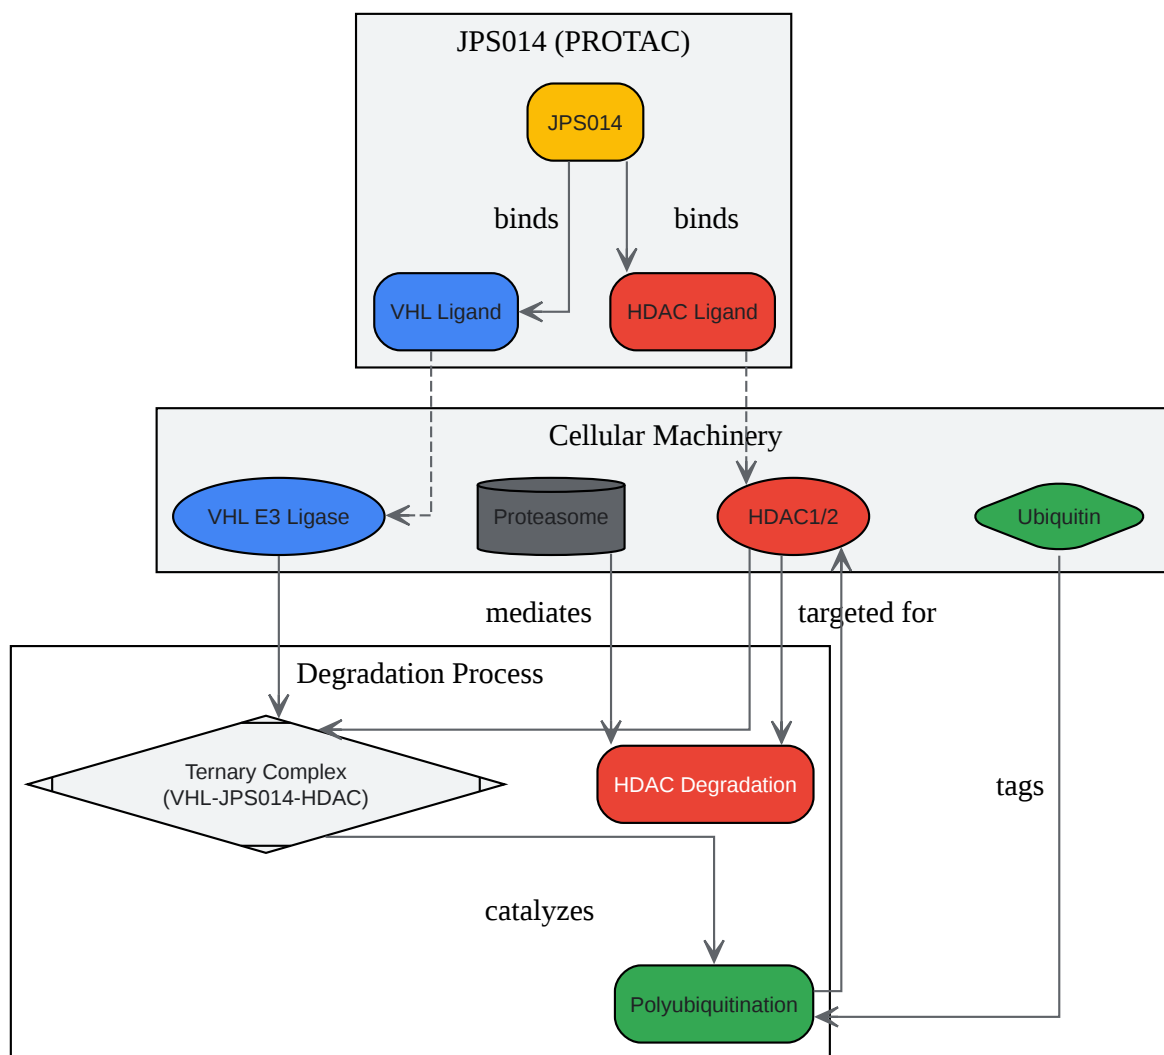 JPS014 (PROTAC)
JPS014
binds
binds
VHL Ligand
HDAC Ligand
Cellular Machinery
VHL E3 Ligase
Proteasome
HDAC1/2
Ubiquitin
mediates
targeted for
Degradation Process
Ternary Complex
(VHL-JPS014-HDAC)
HDAC Degradation
tags
catalyzes
Polyubiquitination